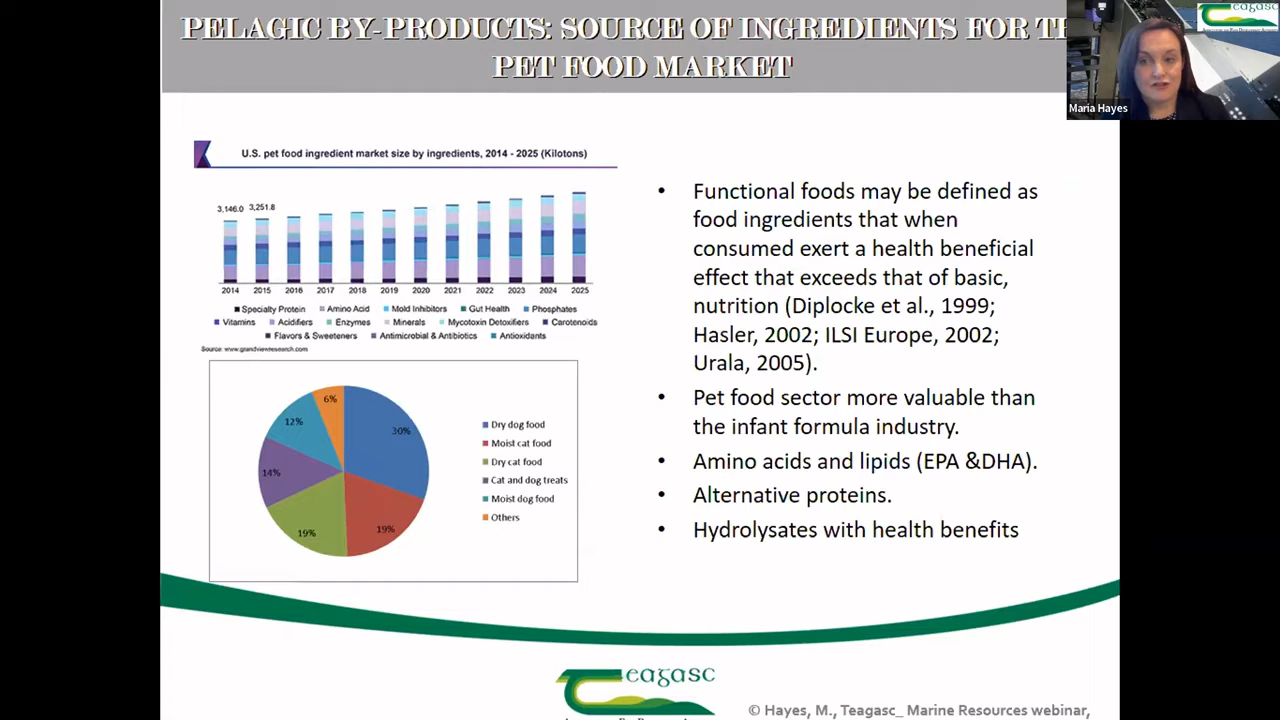 PELAGIC BY-PRODUCTS: SOURCE OF INGREDIENTS FOR TH
PET FOOD MARKET
eagasc
Maria Hayes
U.S. pet food ingredient market size by ingredients, 2014 - 2025 (Kilotons)
3,146.0 3,251.8
2014 2015 2016 2017 2018 2019 2020 2021 2022 2023 2024 2025
Specialty Protein Amino Acid Mold Inhibitors Gut Health Phosphates
Vitamins Acidifiers Enzymes Minerals Mycotoxin Detoxifiers Carotenoids
Flavors & Sweeteners Antimicrobial & Antibiotics Antioxidants
Source: www.grandviewresearch.com
6%
12%
30%
14%
19%
19%
Dry dog food
Moist cat food
Dry cat food
Cat and dog treats
Moist dog food
Others
• Functional foods may be defined as
food ingredients that when
consumed exert a health beneficial
effect that exceeds that of basic,
nutrition (Diplocke et al., 1999;
Hasler, 2002; ILSI Europe, 2002;
Urala, 2005).
• Pet food sector more valuable than
the infant formula industry.
• Amino acids and lipids (EPA &DHA).
• Alternative proteins.
• Hydrolysates with health benefits
eagasc
© Hayes, M., Teagasc_ Marine Resources webinar,